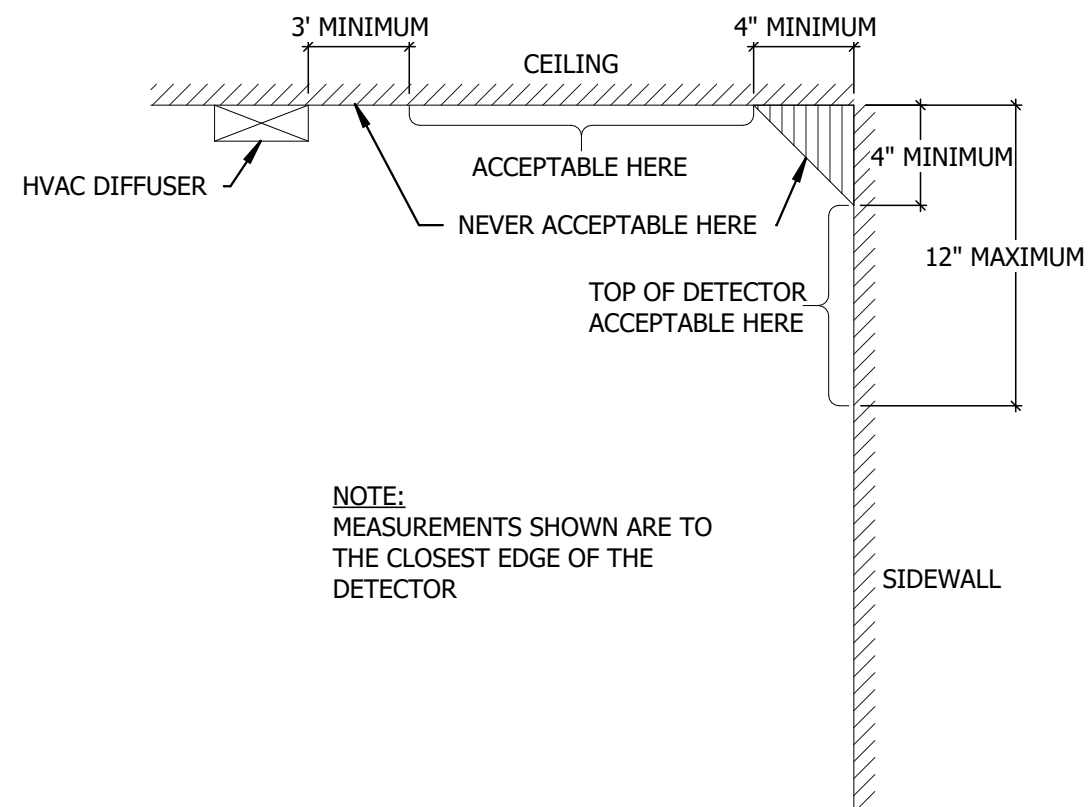 3' MINIMUM
4" MINIMUM
CEILING
4" MINIMUM
ACCEPTABLE HERE
HVAC DIFFUSER
NEVER ACCEPTABLE HERE
12" MAXIMUM
TOP OF DETECTOR
ACCEPTABLE HERE
NOTE:
MEASUREMENTS SHOWN ARE TO
THE CLOSEST EDGE OF THE
DETECTOR
SIDEWALL